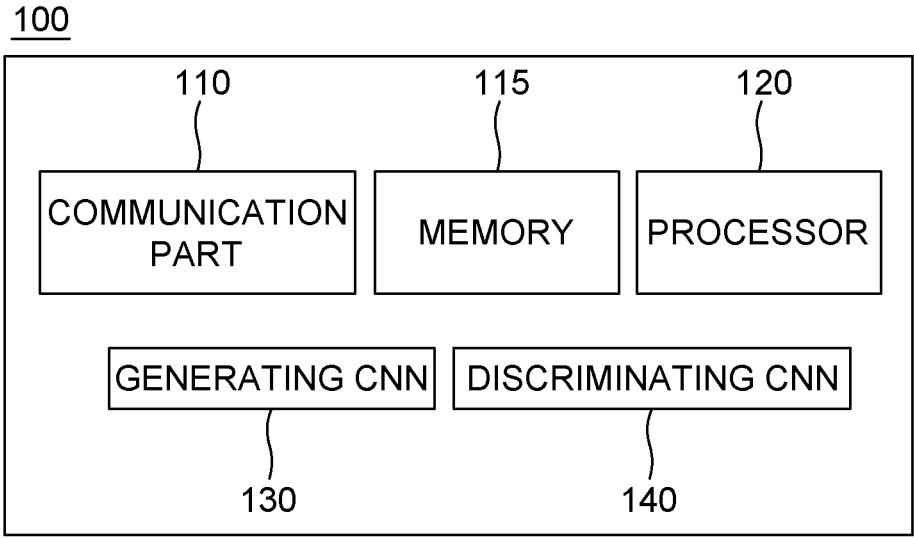 100
110
115
120
COMMUNICATION
PART
MEMORY
PROCESSOR
GENERATING CNN
DISCRIMINATING CNN
130
140